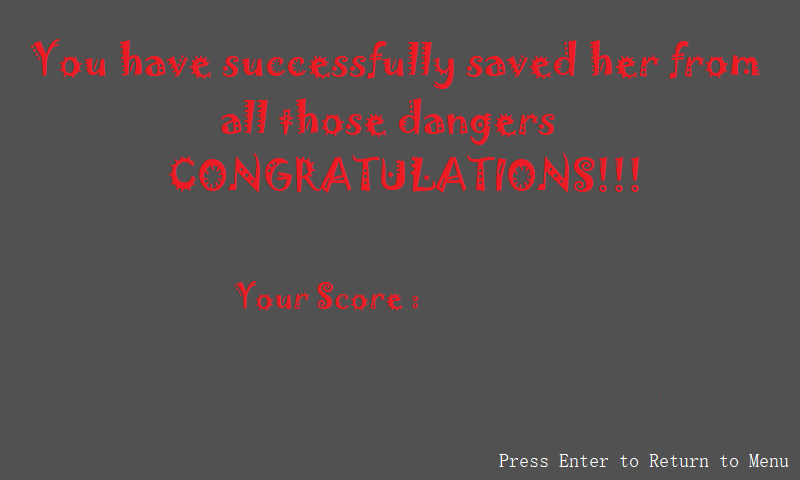 You have successfully saved her from
all those dangers
CONGRATULATIONS!!!
Your Score :
Press Enter to Return to Menu